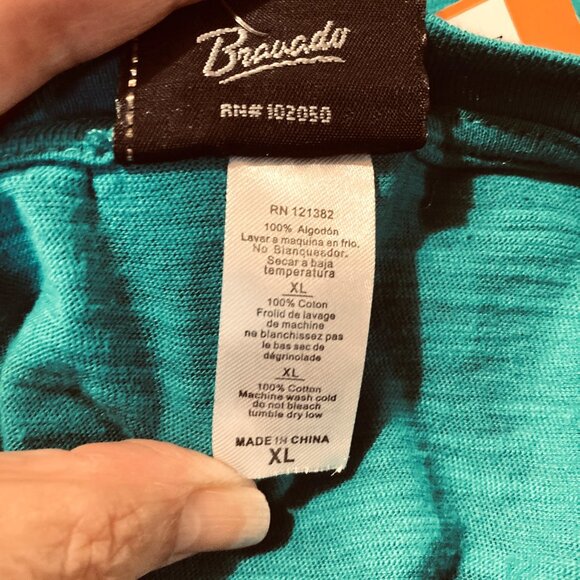 Bravado
RN# 102050
RN 121382
100% Algodón
Lavar a maquina en frio.
No Blanqueador.
Secar a baja
temperatura
XL
100% Coton
Frolid de lavage
de machine
ne blanchissez pas
le bas sec de
dégrinolade
XL
100% Cotton
Machine wash cold
do not bleach
tumble dry low
MADE IN CHINA
XL